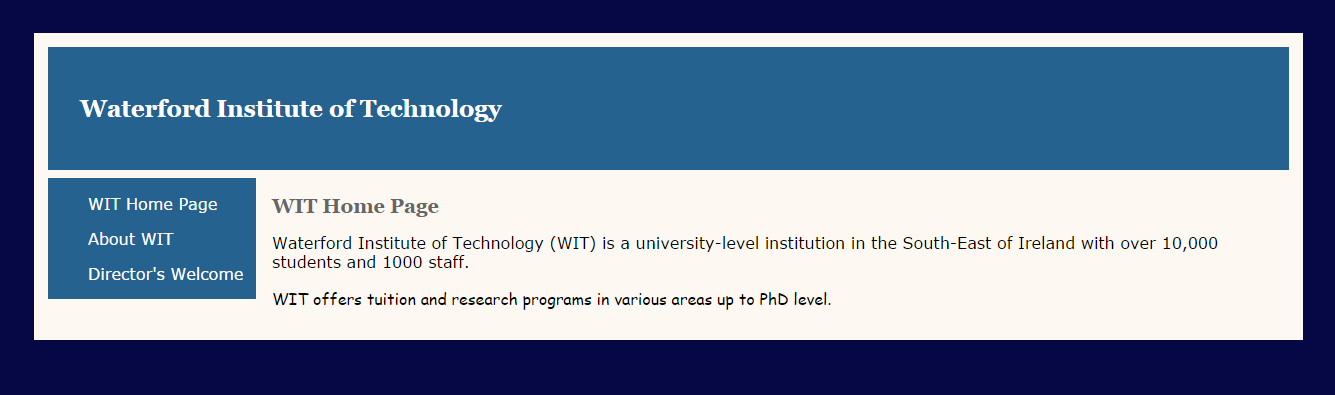 Waterford Institute of Technology
WIT Home Page
About WIT
Director's Welcome
WIT Home Page
Waterford Institute of Technology (WIT) is a university-level institution in the South-East of Ireland with over 10,000
students and 1000 staff.
WIT offers tuition and research programs in various areas up to PhD level.